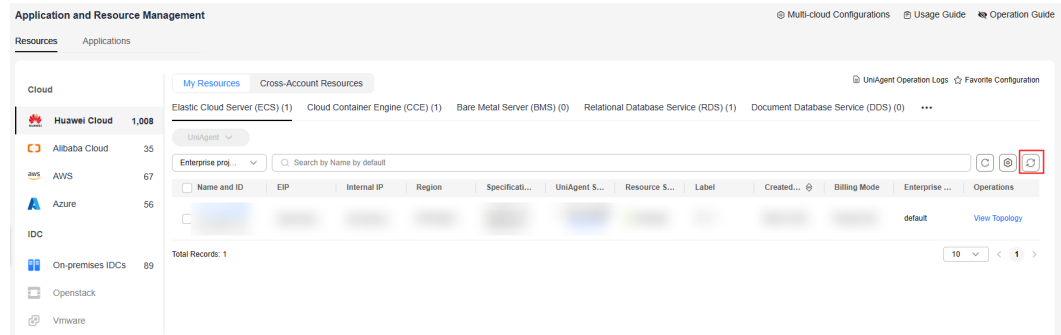 Application and Resource Management
Multi-cloud Configurations Usage Guide Operation Guide
Resources Applications
Cloud
My Resources Cross-Account Resources
UniAgent Operation Logs Favorite Configuration
Elastic Cloud Server (ECS) (1) Cloud Container Engine (CCE) (1) Bare Metal Server (BMS) (0) Relational Database Service (RDS) (1) Document Database Service (DDS) (0) •••
Huawei Cloud 1,008
UniAgent
Alibaba Cloud 35
Enterprise proj... Search by Name by default
aws AWS 67
Name and ID EIP Internal IP Region Specificati... UniAgent S... Resource S... Label Created... Billing Mode Enterprise ... Operations
Azure 56
default View Topology
IDC
Total Records: 1
10 < 1 >
On-premises IDCs 89
Openstack
Vmware